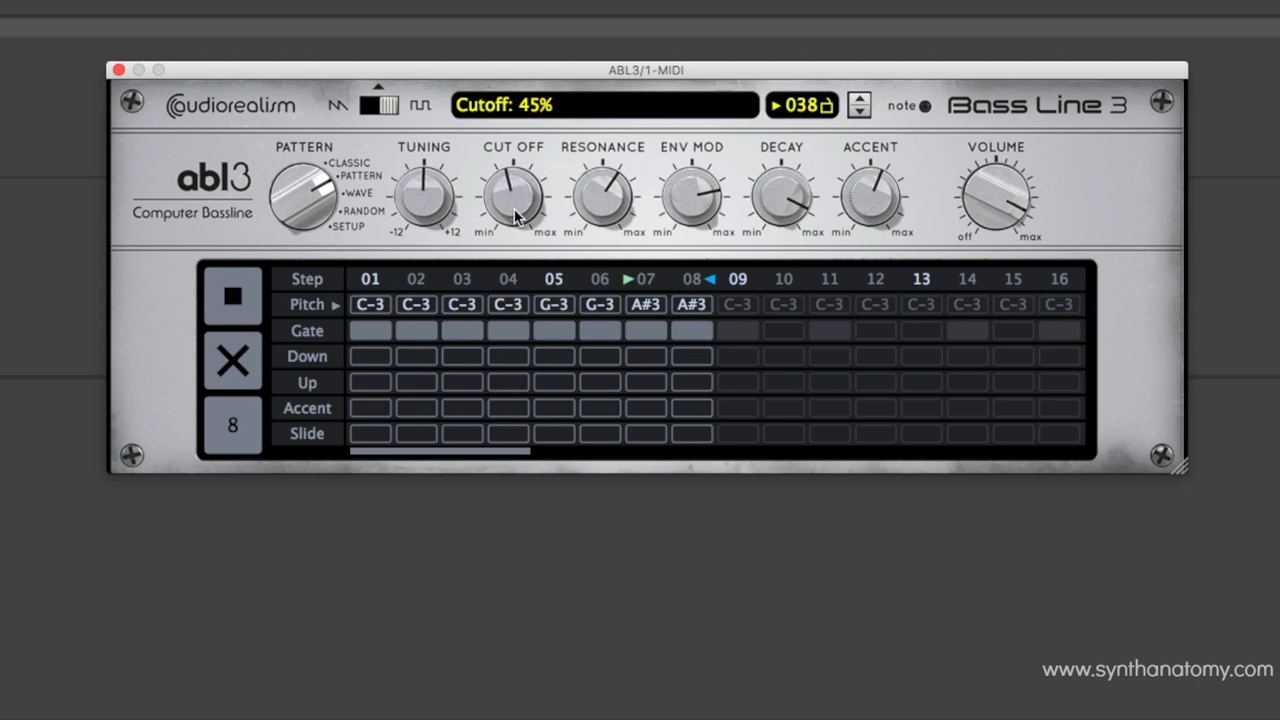 ABL3/1-MIDI
audiorealism
Cutoff: 45%
038
note
Bass Line 3
abl3
Computer Bassline
PATTERN
CLASSIC
PATTERN
WAVE
RANDOM
SETUP
TUNING
-12 +12
CUT OFF
min max
RESONANCE
min max
ENV MOD
min max
DECAY
min max
ACCENT
min max
VOLUME
off max
Step 01 02 03 04 05 06 07 08 09 10 11 12 13 14 15 16
Pitch C-3 C-3 C-3 C-3 G-3 G-3 A#3 A#3 C-3 C-3 C-3 C-3 C-3 C-3 C-3 C-3
Gate
Down
Up
Accent
Slide
8
www.synthanatomy.com